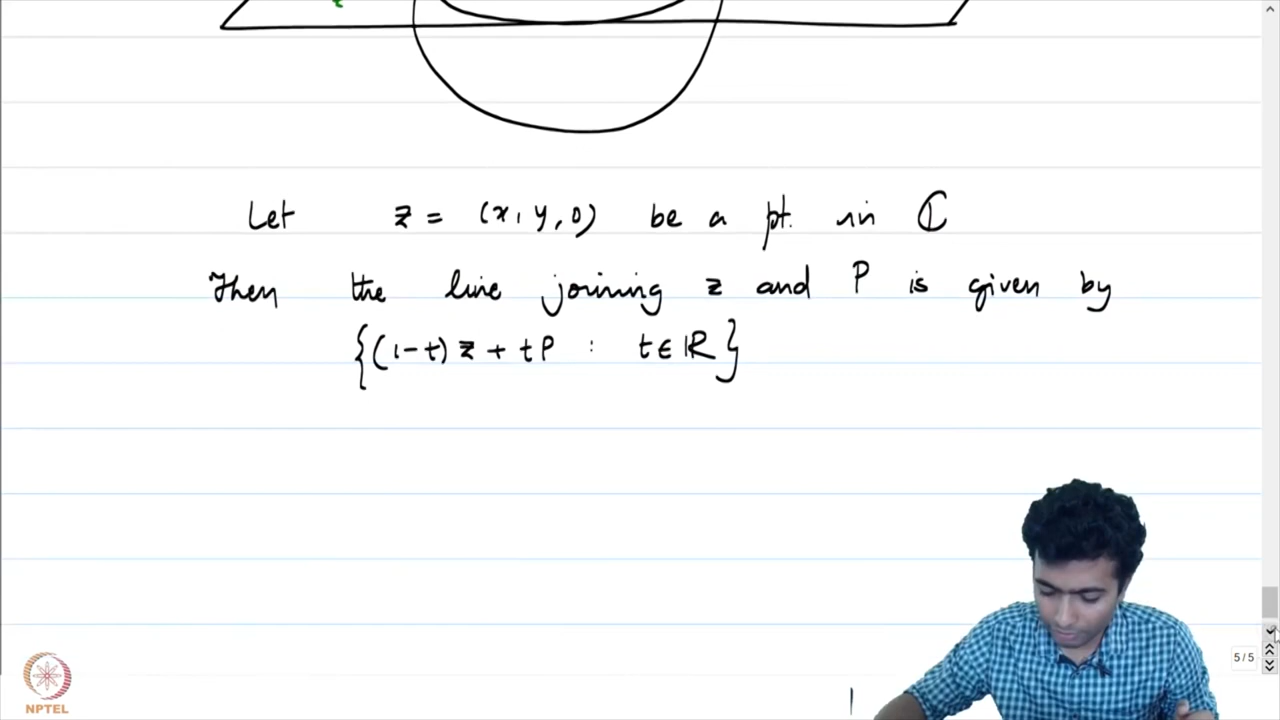 Let z = (x, y, 0) be a pt. in ℂ
Then the line joining z and P is given by
{(1-t) z + t P : t ∈ ℝ}
5 / 5
NPTEL